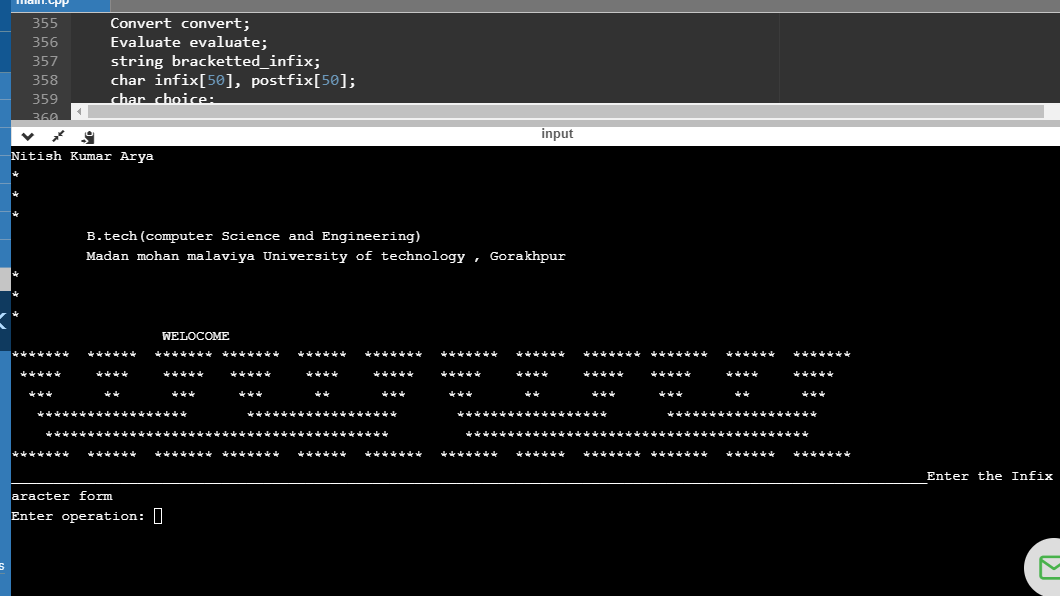 main.cpp
355 Convert convert;
356 Evaluate evaluate;
357 string bracketted_infix;
358 char infix[50], postfix[50];
359 char choice;
360
input
Nitish Kumar Arya
*
*
*
B.tech(computer Science and Engineering)
Madan mohan malaviya University of technology , Gorakhpur
*
*
*
WELOCOME
******* ****** ******* ******* ****** ******* ******* ****** ******* ******* ****** *******
***** **** ***** ***** **** ***** ***** **** ***** ***** **** *****
*** ** *** *** ** *** *** ** *** *** ** ***
****************** ****************** ****************** ******************
***************************************** *****************************************
******* ****** ******* ******* ****** ******* ******* ****** ******* ******* ****** *******
Enter the Infix
aracter form
Enter operation:
s